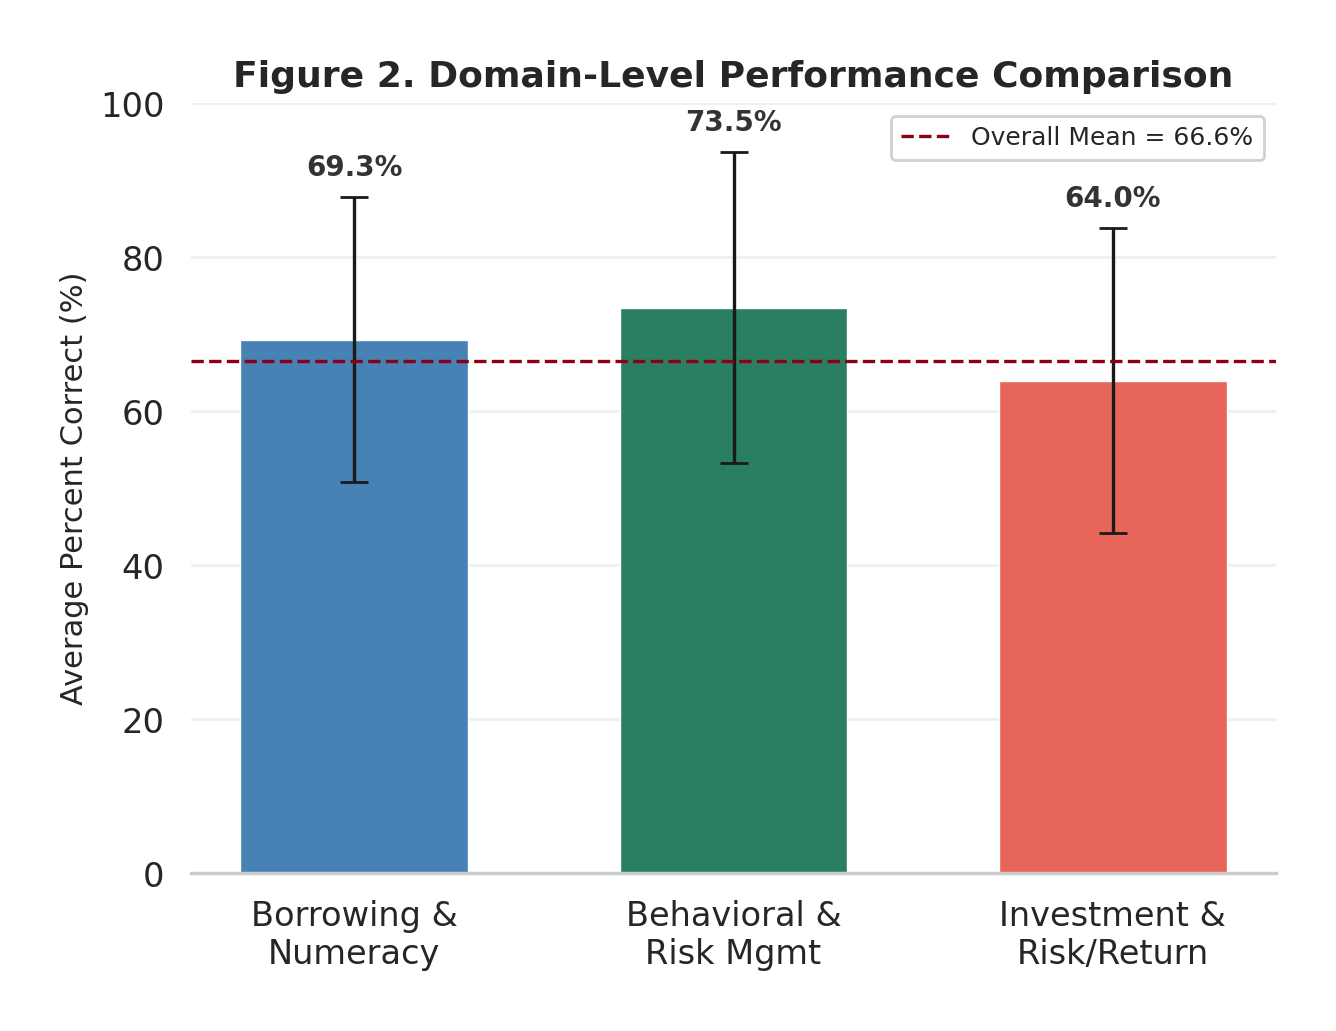 Figure 2. Domain-Level Performance Comparison
Average Percent Correct (%)
100
80
60
40
20
0
69.3%
73.5%
64.0%
Overall Mean = 66.6%
Borrowing &
Numeracy
Behavioral &
Risk Mgmt
Investment &
Risk/Return